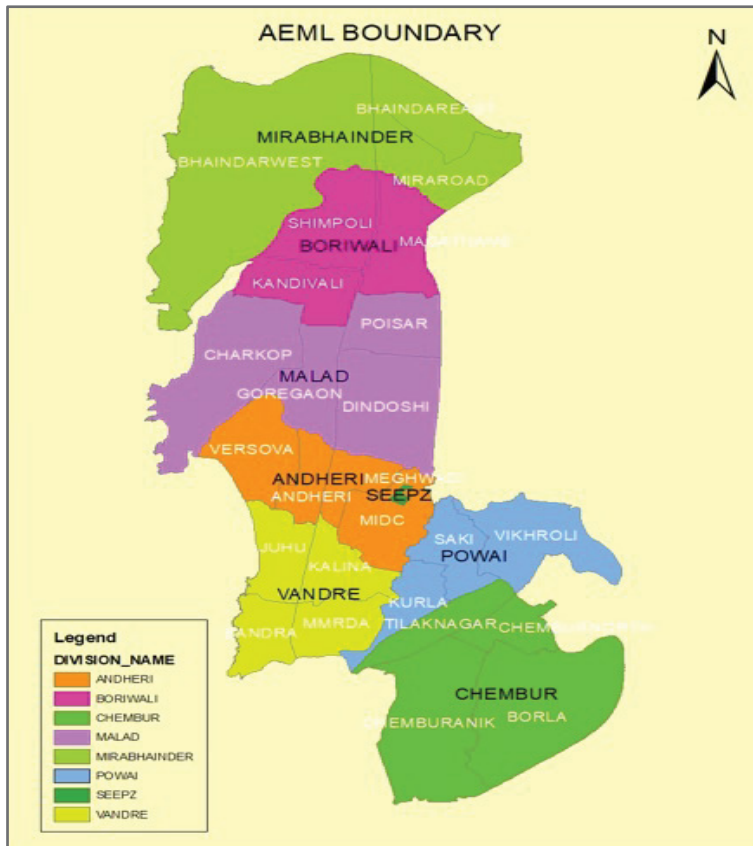 AEML BOUNDARY
N
BHAINDAREAST
MIRABHAINDER
BHAINDARWEST
MIRAROAD
SHIMPOLI
BORIWALI
KANDIVALI
POISAR
CHARKOP
MALAD
GOREGAON
DINDOSHI
VERSOVA
ANDHERI
MEGHWADI
ANDHERI
SEEPZ
MIDC
SAKI
VIKHROLI
POWAI
JUHU
KALINA
VANDRE
KURLA
BANDRA
MMRDA
TILAKNAGAR
CHEMBURNORTH
CHEMBUR
CHEMBURANIK
BORLA
Legend
DIVISION_NAME
ANDHERI
BORIWALI
CHEMBUR
MALAD
MIRABHAINDER
POWAI
SEEPZ
VANDRE